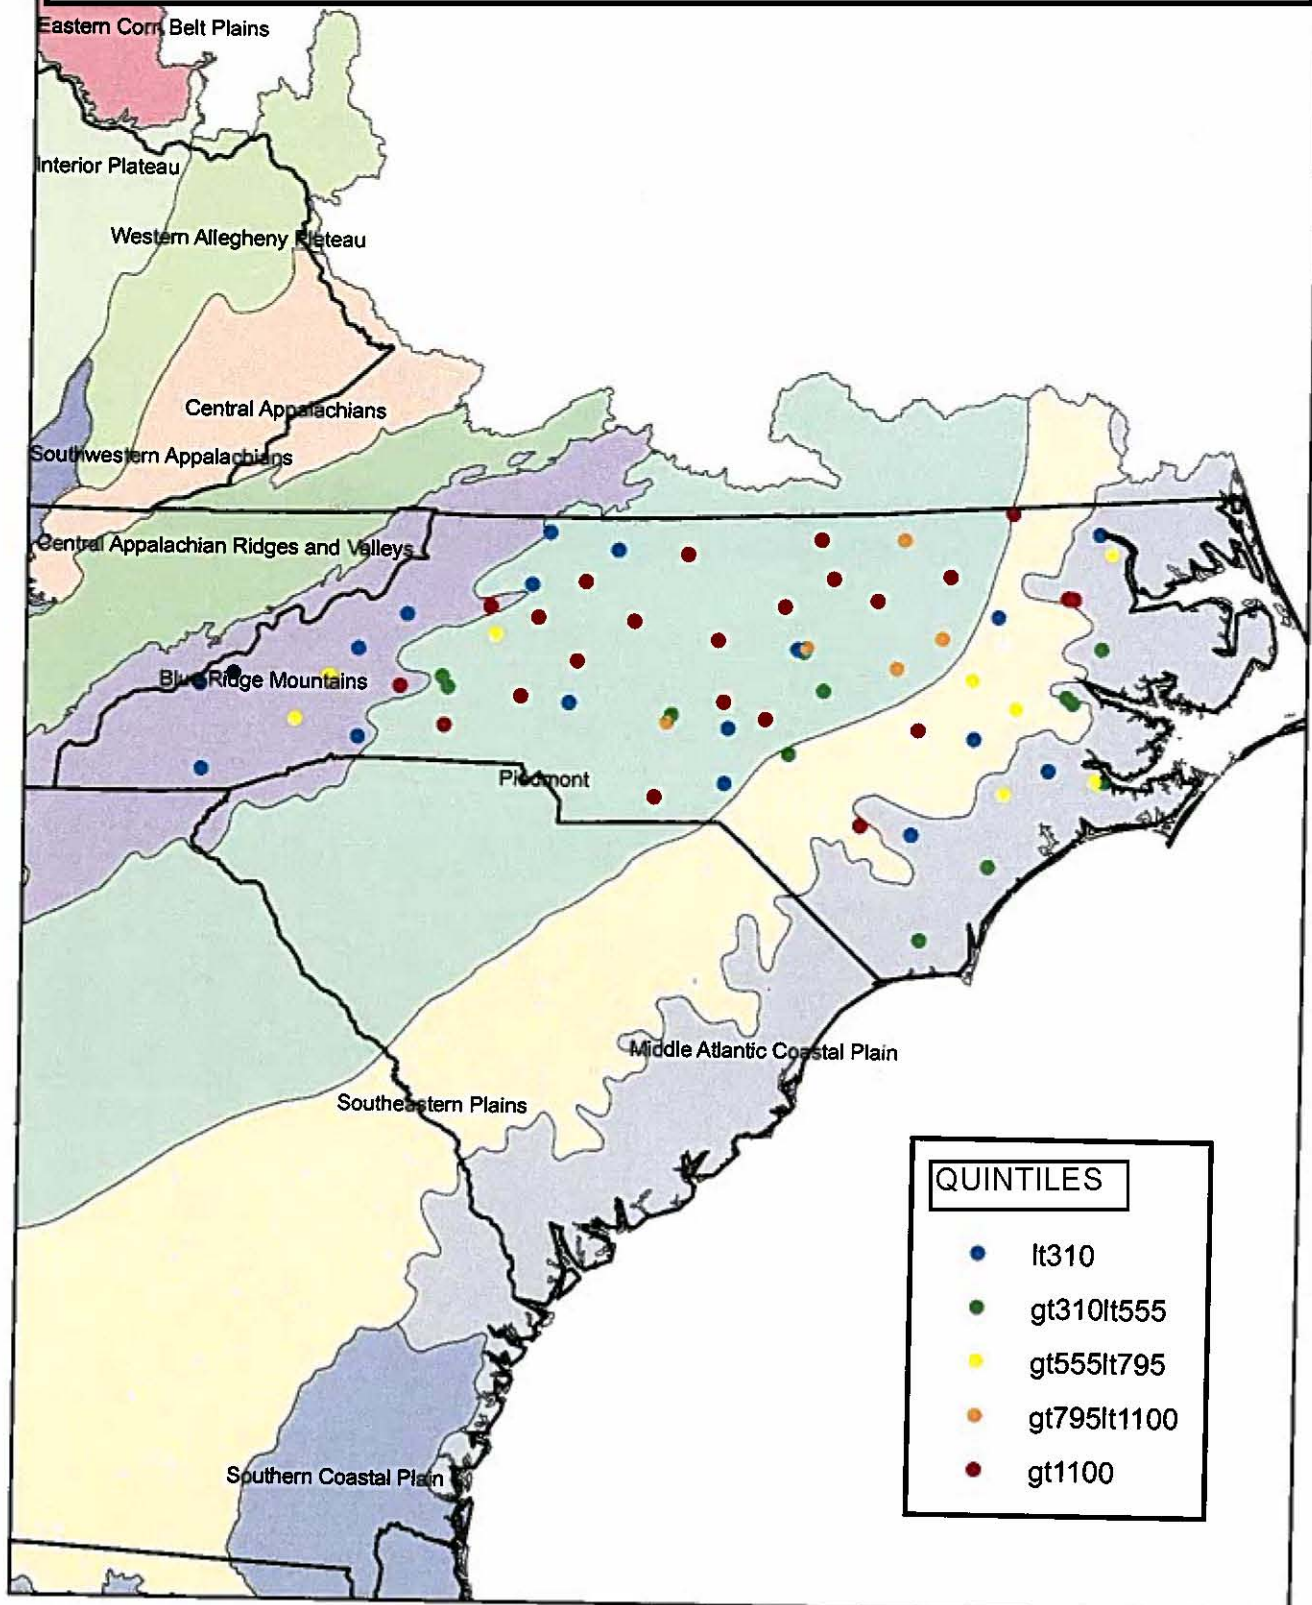 Eastern Corn Belt Plains
Interior Plateau
Western Allegheny Plateau
Central Appalachians
Southwestern Appalachians
Central Appalachian Ridges and Valleys
Blue Ridge Mountains
Piedmont
Middle Atlantic Coastal Plain
Southeastern Plains
QUINTILES
lt310
gt310lt555
gt555lt795
gt795lt1100
gt1100
Southern Coastal Plain